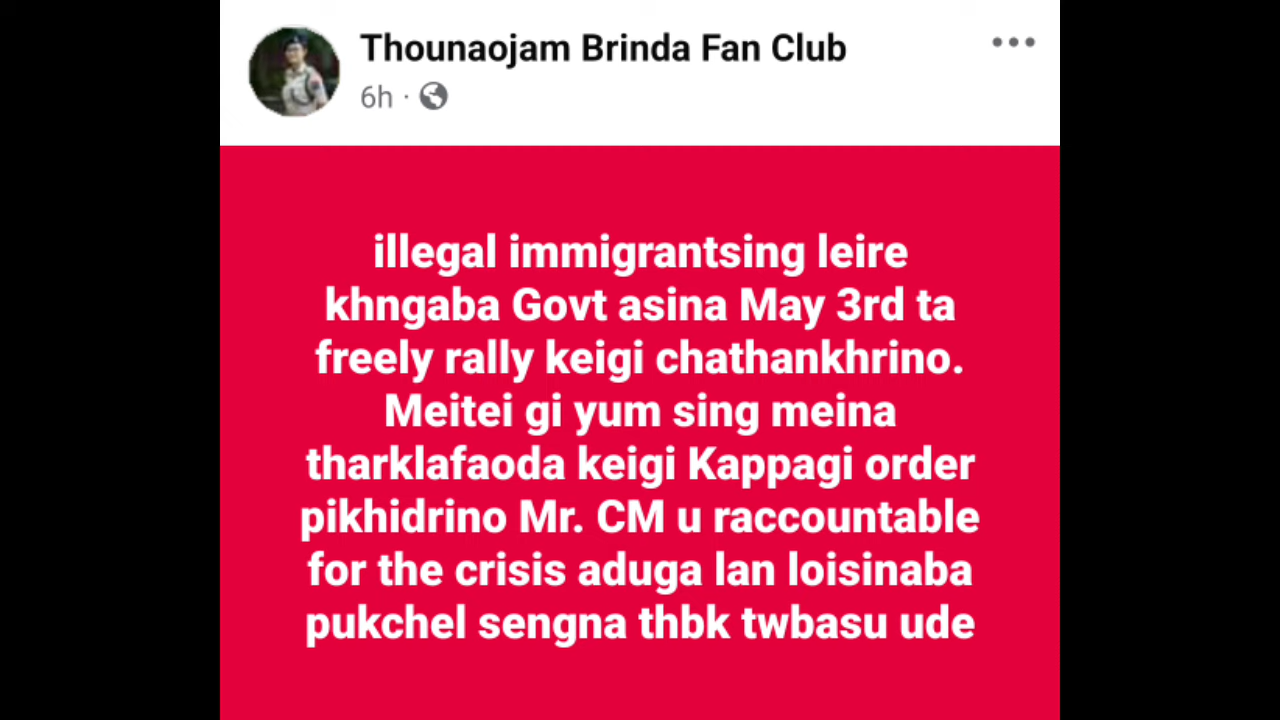 Thounaojam Brinda Fan Club
6h ·
illegal immigrantsing leire
khngaba Govt asina May 3rd ta
freely rally keigi chathankhrino.
Meitei gi yum sing meina
tharklafaoda keigi Kappagi order
pikhidrino Mr. CM u raccountable
for the crisis aduga lan loisinaba
pukchel sengna thbk twbasu ude